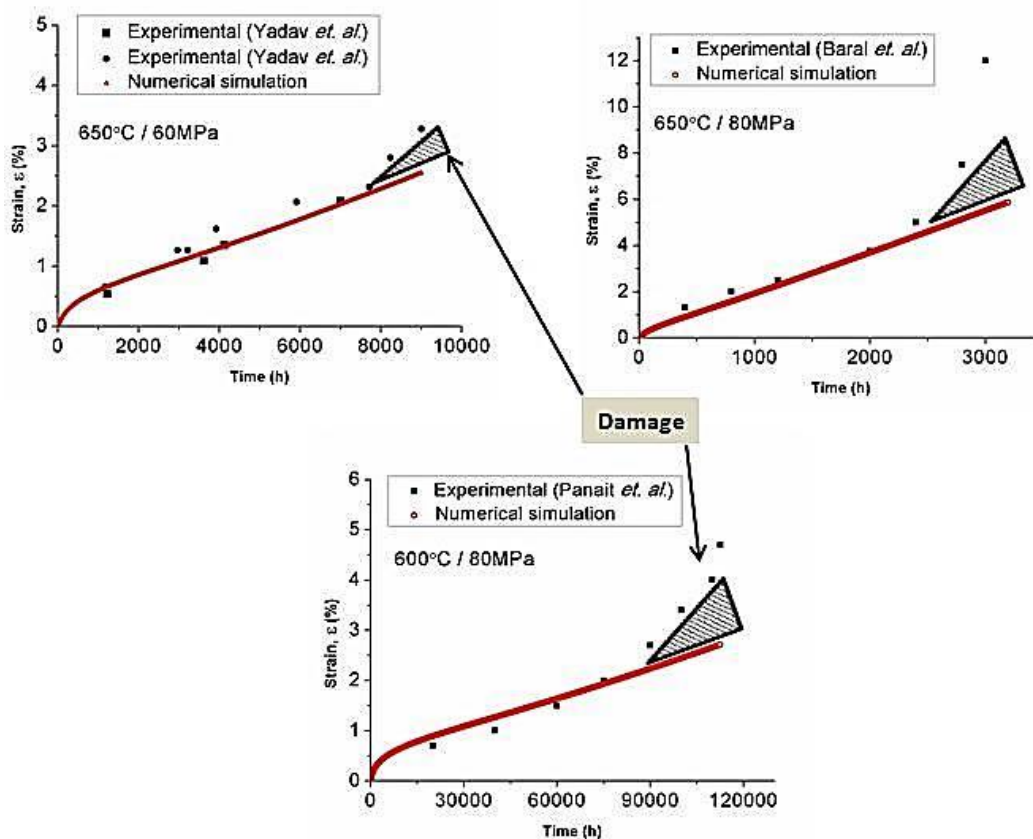 5
4
3
2
1
0
Strain, ε (%)
Experimental (Yadav et. al.)
Experimental (Yadav et. al.)
Numerical simulation
650°C / 60MPa
0 2000 4000 6000 8000 10000
Time (h)
12
10
8
6
4
2
0
Strain, ε (%)
Experimental (Baral et. al.)
Numerical simulation
650°C / 80MPa
0 1000 2000 3000
Time (h)
Damage
6
5
4
3
2
1
0
Strain, ε (%)
Experimental (Panait et. al.)
Numerical simulation
600°C / 80MPa
0 30000 60000 90000 120000
Time (h)